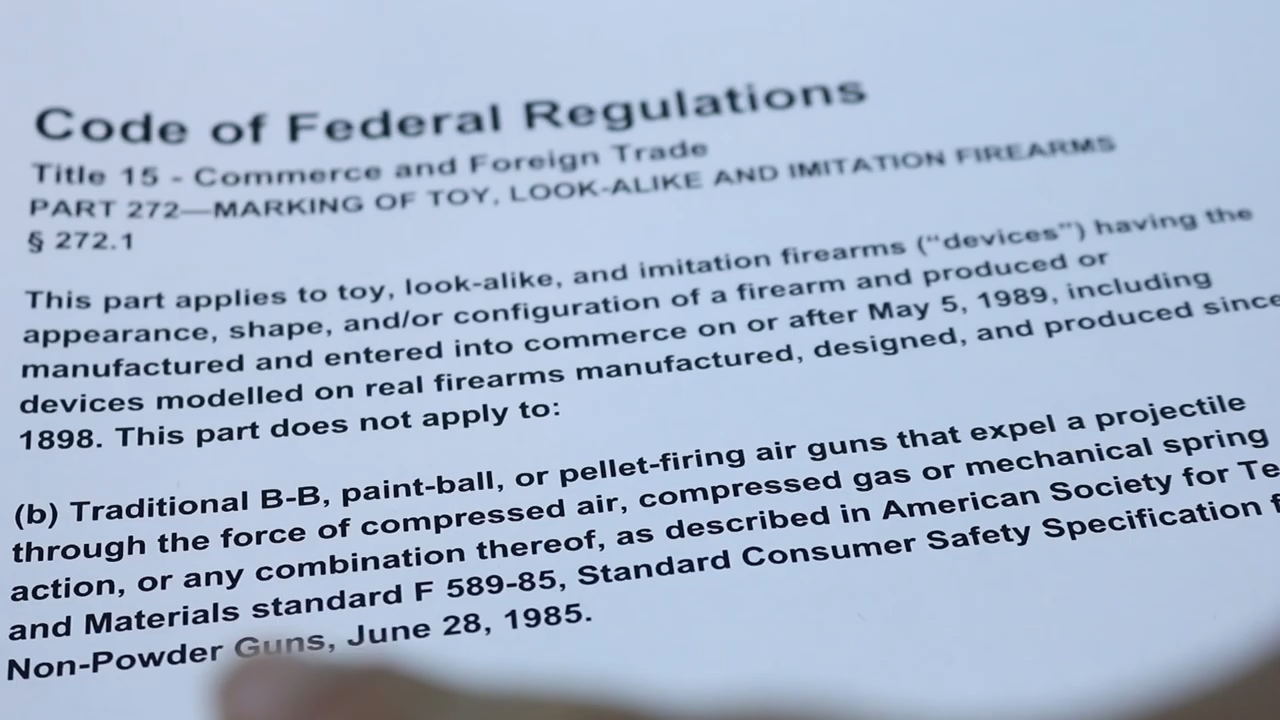 Code of Federal Regulations
Title 15 - Commerce and Foreign Trade
PART 272—MARKING OF TOY, LOOK-ALIKE AND IMITATION FIREARMS
§ 272.1
This part applies to toy, look-alike, and imitation firearms (“devices”) having the
appearance, shape, and/or configuration of a firearm and produced or
manufactured and entered into commerce on or after May 5, 1989, including
devices modelled on real firearms manufactured, designed, and produced since
1898. This part does not apply to:
(b) Traditional B-B, paint-ball, or pellet-firing air guns that expel a projectile
through the force of compressed air, compressed gas or mechanical spring
action, or any combination thereof, as described in American Society for Te
and Materials standard F 589-85, Standard Consumer Safety Specification f
Non-Powder Guns, June 28, 1985.